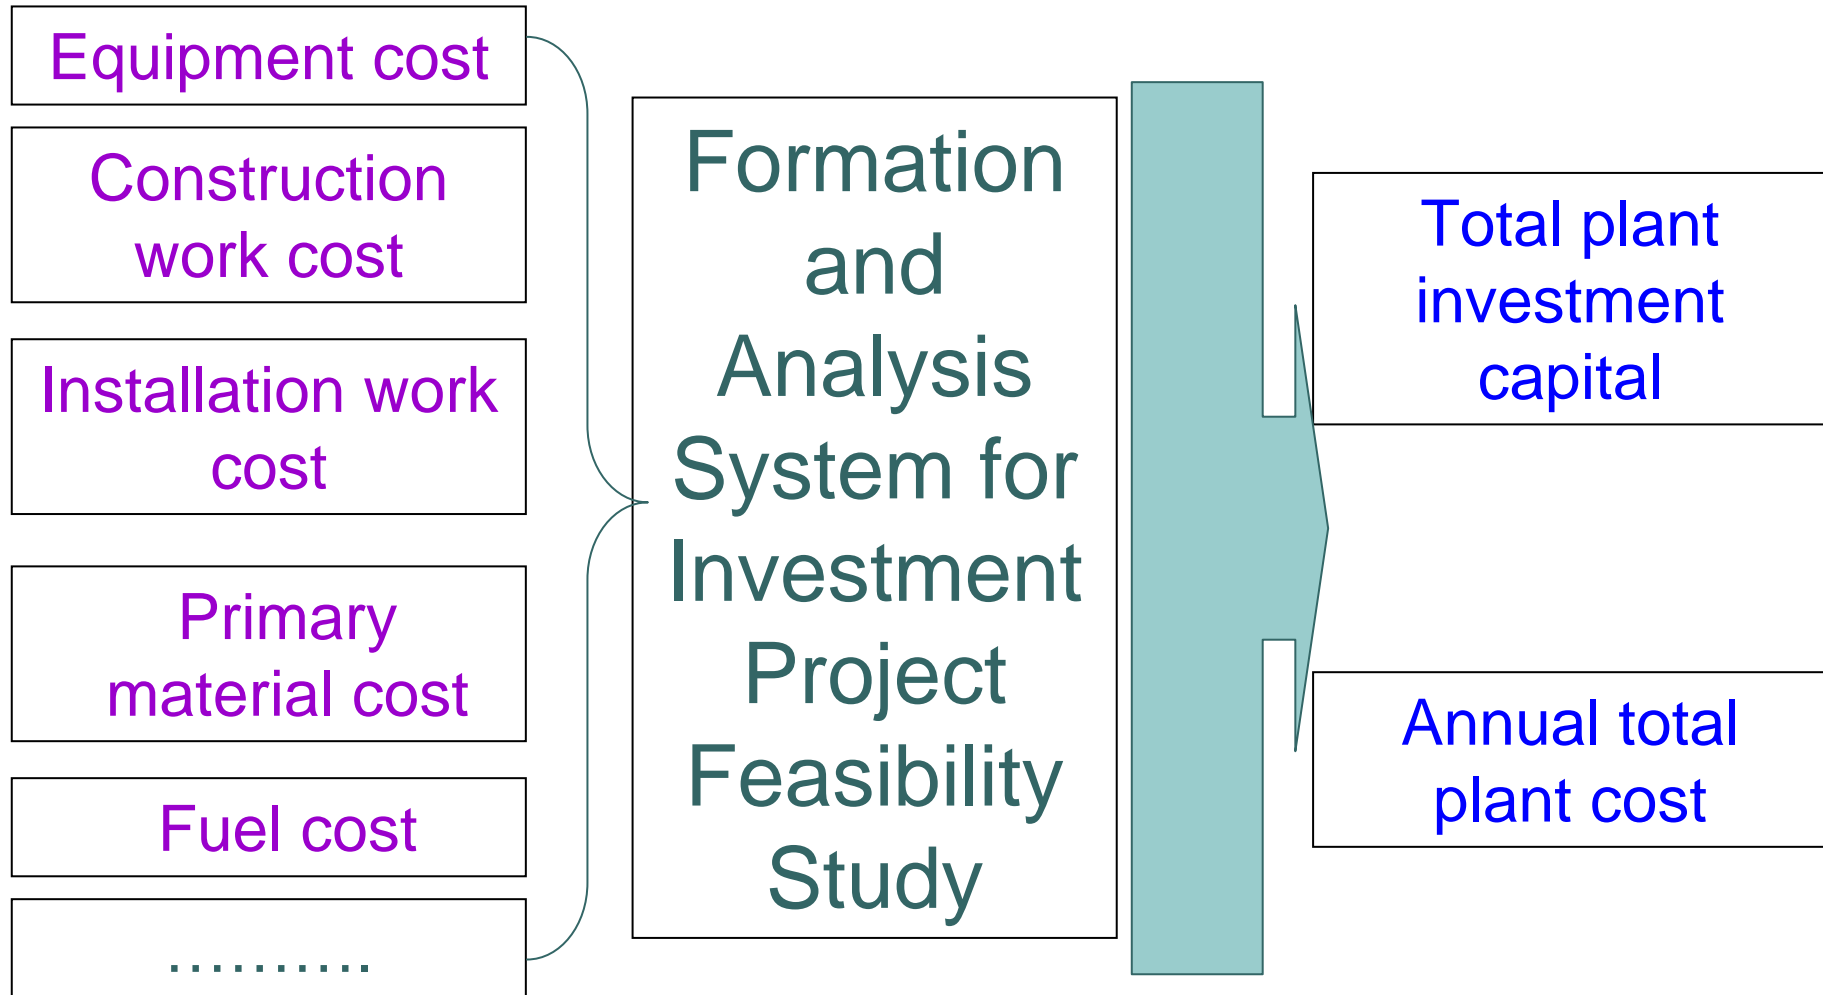 Equipment cost
Construction
work cost
Installation work
cost
Primary
material cost
Fuel cost
……….
Formation
and
Analysis
System for
Investment
Project
Feasibility
Study
Total plant
investment
capital
Annual total
plant cost